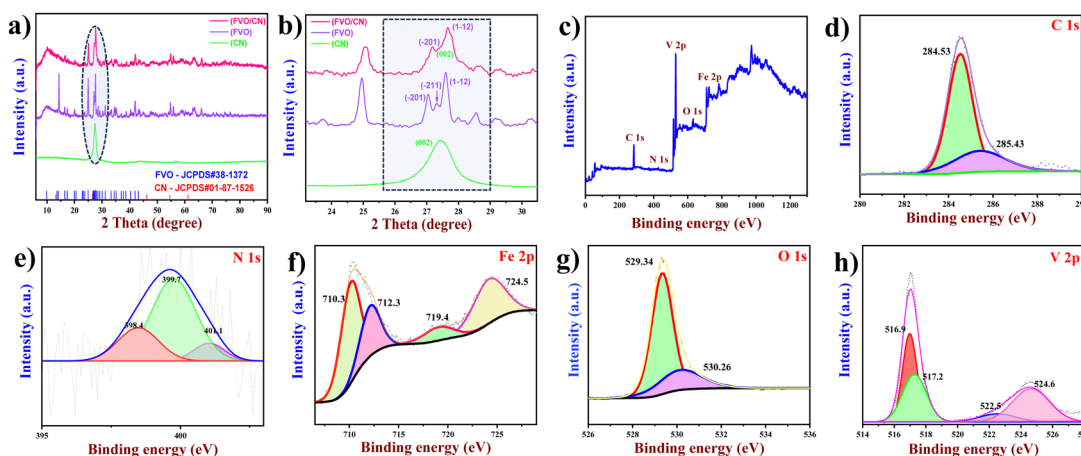 a)
(FVO/CN)
(FVO)
(CN)
FVO - JCPDS#38-1372
CN - JCPDS#01-87-1526
Intensity (a.u.)
10 20 30 40 50 60 70 80 90
2 Theta (degree)
b)
(FVO/CN)
(FVO)
(CN)
(1-12)
(-201)
(002)
(-211)
(1-12)
(-201)
(002)
Intensity (a.u.)
24 25 26 27 28 29 30
2 Theta (degree)
c)
V 2p
Fe 2p
O 1s
C 1s
N 1s
Intensity (a.u.)
0 200 400 600 800 1000 1200
Binding energy (eV)
d)
C 1s
284.53
285.43
Intensity (a.u.)
280 282 284 286 288 290
Binding energy (eV)
e)
N 1s
399.7
398.4
401.1
Intensity (a.u.)
395 400
Binding energy (eV)
f)
Fe 2p
710.3
712.3
719.4
724.5
Intensity (a.u.)
710 715 720 725
Binding energy (eV)
g)
O 1s
529.34
530.26
Intensity (a.u.)
526 528 530 532 534 536
Binding energy (eV)
h)
V 2p
516.9
517.2
522.5
524.6
Intensity (a.u.)
514 516 518 520 522 524 526
Binding energy (eV)